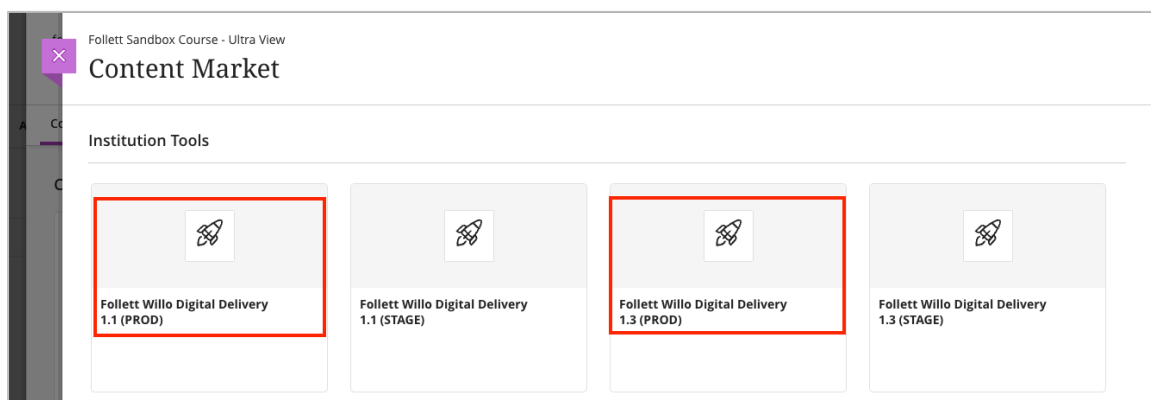 Follett Sandbox Course - Ultra View
Content Market
Institution Tools
Follett Willo Digital Delivery
1.1 (PROD)
Follett Willo Digital Delivery
1.1 (STAGE)
Follett Willo Digital Delivery
1.3 (PROD)
Follett Willo Digital Delivery
1.3 (STAGE)